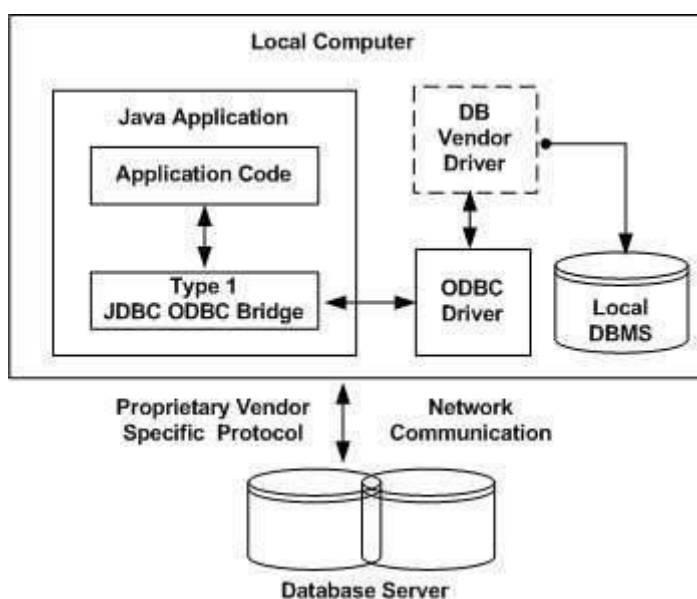 Local Computer
Java Application
Application Code
Type 1
JDBC ODBC Bridge
DB
Vendor
Driver
ODBC
Driver
Local
DBMS
Proprietary Vendor
Specific Protocol
Network
Communication
Database Server